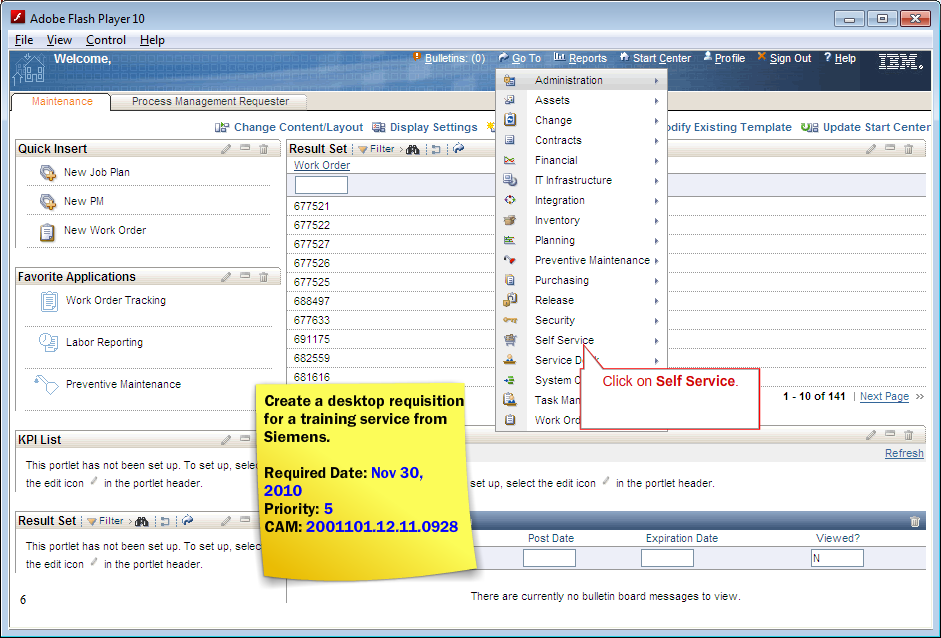 Adobe Flash Player 10
File View Control Help
Welcome,
Bulletins: (0) Go To Reports Start Center Profile Sign Out ? Help
IBM.
Maintenance Process Management Requester
Change Content/Layout Display Settings odify Existing Template Update Start Center
Quick Insert
New Job Plan
New PM
New Work Order
Favorite Applications
Work Order Tracking
Labor Reporting
Preventive Maintenance
Result Set Filter
Work Order
677521
677522
677527
677526
677525
688497
677633
691175
682559
681616
1 - 10 of 141 Next Page
Administration
Assets
Change
Contracts
Financial
IT Infrastructure
Integration
Inventory
Planning
Preventive Maintenance
Purchasing
Release
Security
Self Service
Service D
System C
Task Man
Work Ord
Click on Self Service.
Create a desktop requisition
for a training service from
Siemens.
Required Date: Nov 30,
2010
Priority: 5
CAM: 2001101.12.11.0928
KPI List
This portlet has not been set up. To set up, selec
the edit icon in the portlet header.
Refresh
set up, select the edit icon in the portlet header.
Result Set Filter
This portlet has not been set up. To set up, selec
the edit icon in the portlet header.
Post Date Expiration Date Viewed?
N
There are currently no bulletin board messages to view.
6